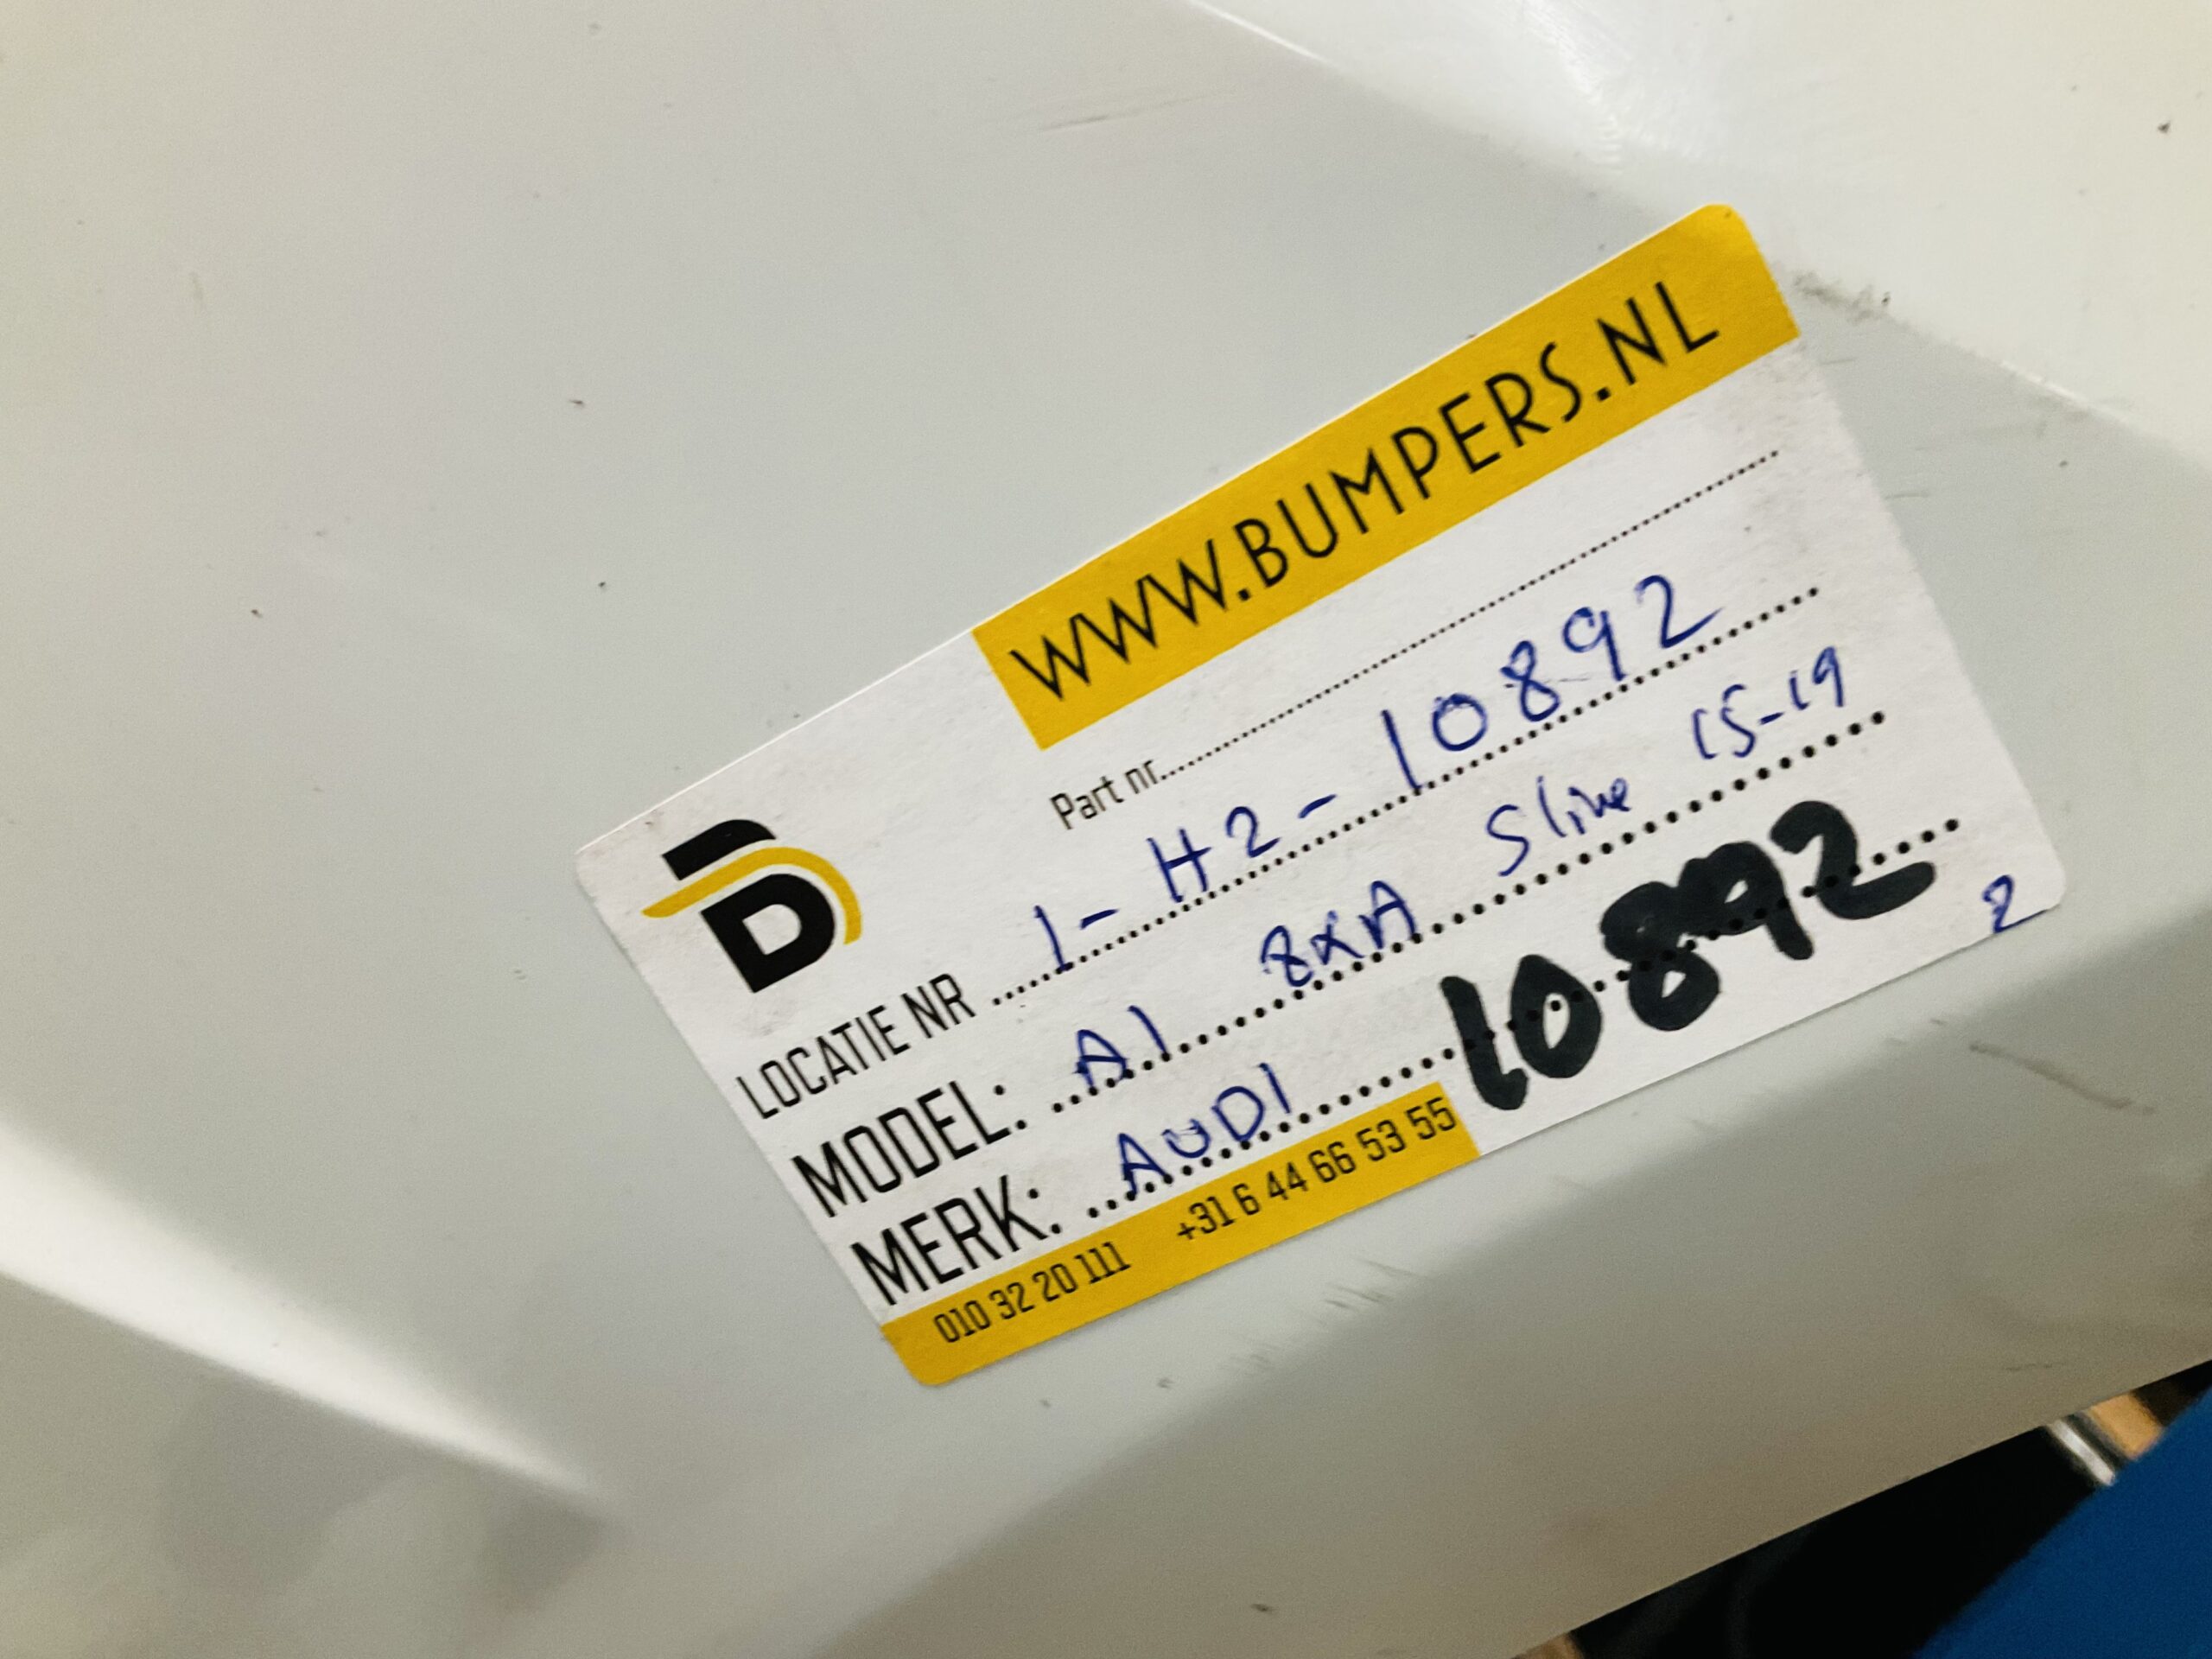 WWW.BUMPERS.NL
Part nr
LOCATIE NR 1-H2-10892
MODEL: A1 8XA Sline 15-19
MERK: AUDI 10892
2
010 32 20 111 +31 6 44 66 53 55